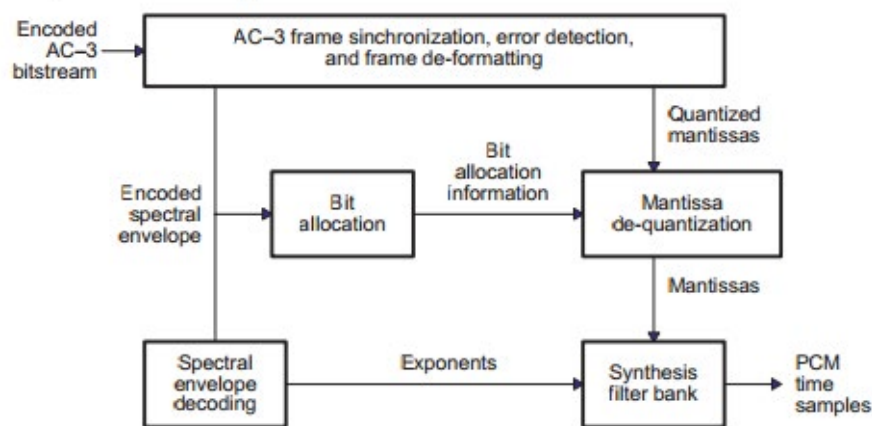 Encoded
AC–3
bitstream
AC–3 frame sinchronization, error detection,
and frame de-formatting
Quantized
mantissas
Bit
allocation
information
Encoded
spectral
envelope
Bit
allocation
Mantissa
de-quantization
Mantissas
Spectral
envelope
decoding
Exponents
Synthesis
filter bank
PCM
time
samples